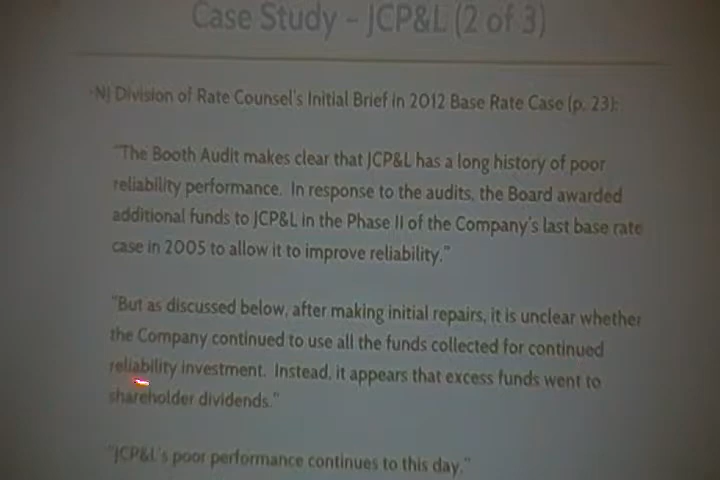 Case Study – JCP&L (2 of 3)
·NJ Division of Rate Counsel's Initial Brief in 2012 Base Rate Case (p. 23):
"The Booth Audit makes clear that JCP&L has a long history of poor
reliability performance. In response to the audits, the Board awarded
additional funds to JCP&L in the Phase II of the Company's last base rate
case in 2005 to allow it to improve reliability."
"But as discussed below, after making initial repairs, it is unclear whether
the Company continued to use all the funds collected for continued
reliability investment. Instead, it appears that excess funds went to
shareholder dividends."
"JCP&L's poor performance continues to this day."